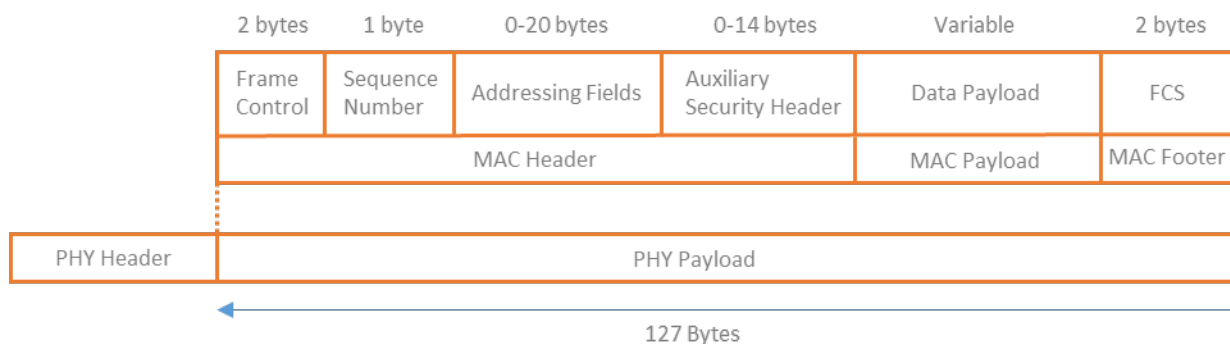 2 bytes 1 byte 0-20 bytes 0-14 bytes Variable 2 bytes
Frame Control
Sequence Number
Addressing Fields
Auxiliary Security Header
Data Payload
FCS
MAC Header MAC Payload MAC Footer
PHY Header PHY Payload
127 Bytes